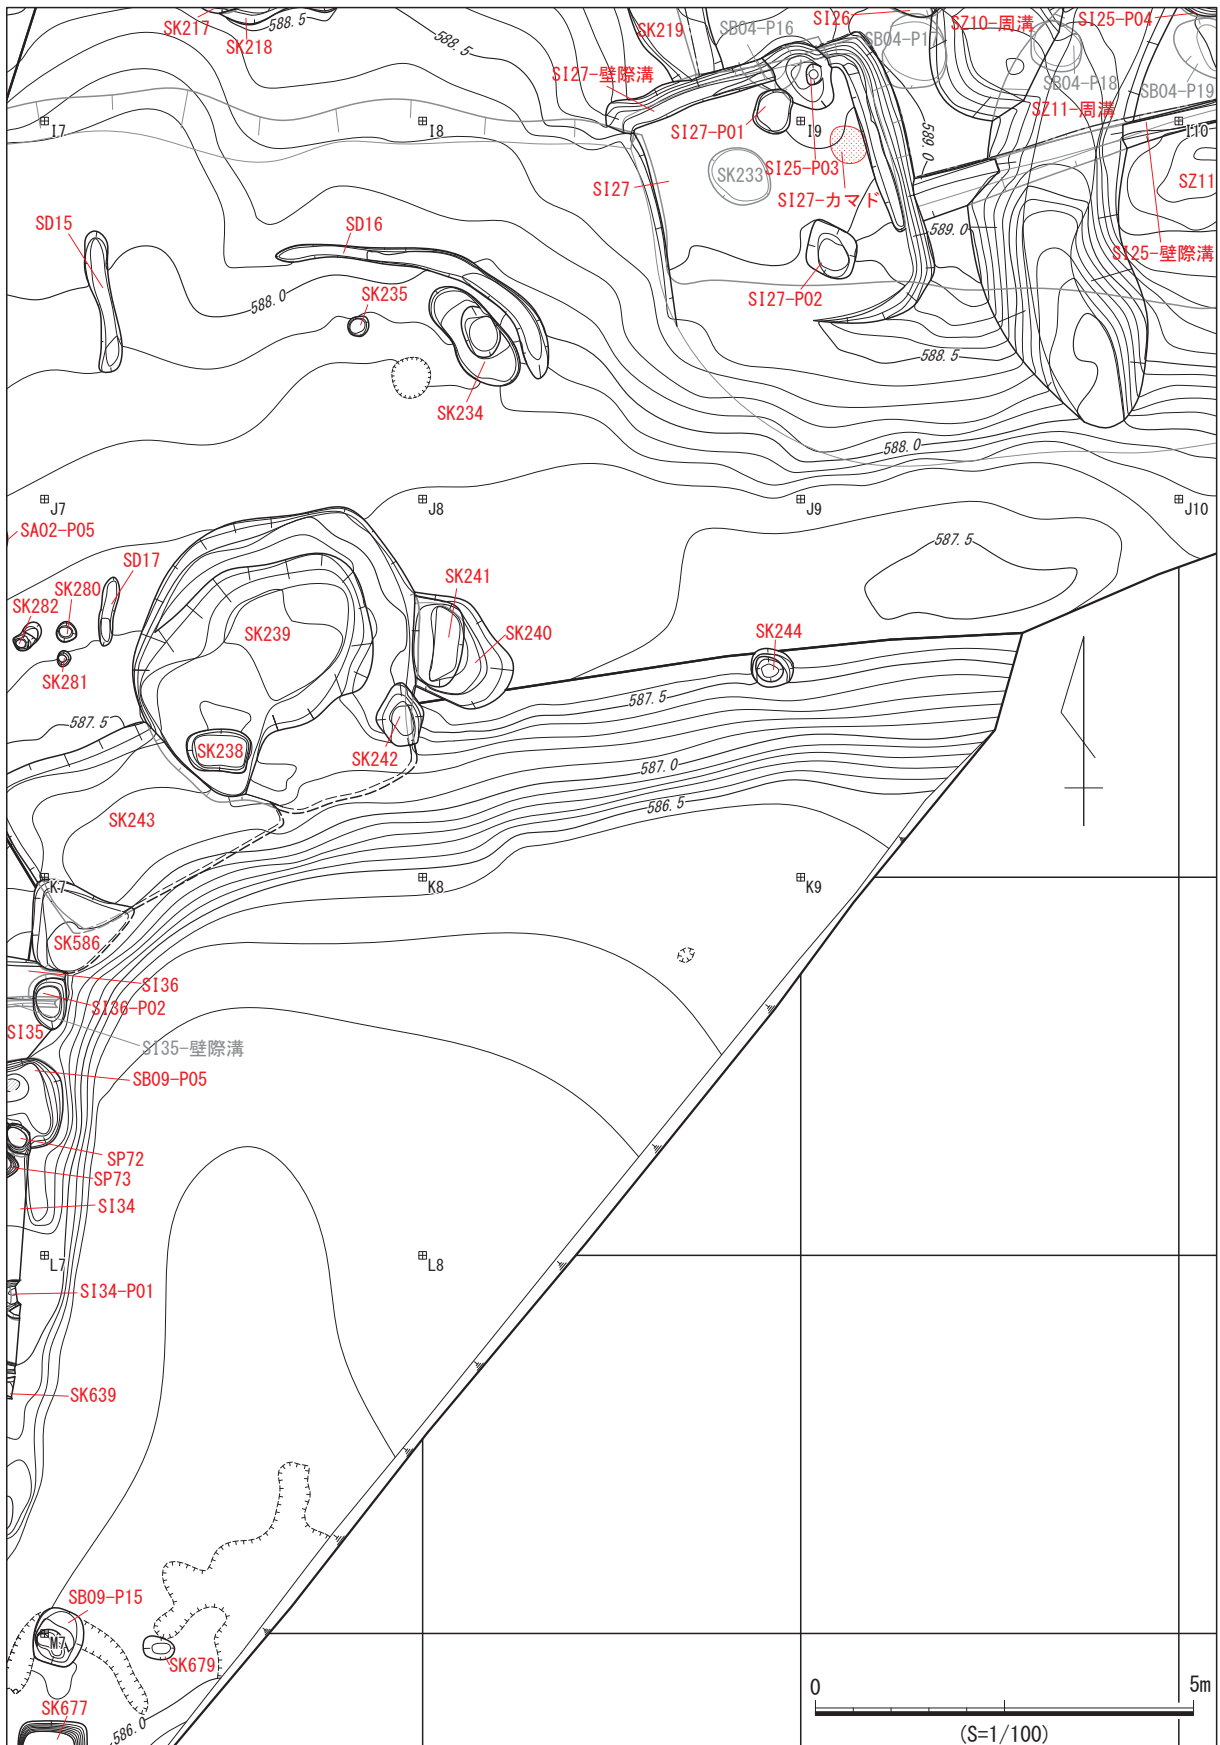 SK217
SK218
588.5
588.5
SK219
SB04-P16
SI26
SB04-P17
SZ10-周溝
SI25-P04
SB04-P18
SB04-P19
SI27-壁際溝
SZ11-周溝
I7
I8
SI27-P01
I9
589.0
I10
SK233
SI25-P03
SZ11
SI27
SI27-カマド
SD15
SD16
589.0
SI25-壁際溝
SK235
588.0
SI27-P02
588.5
SK234
588.0
J7
J8
J9
J10
SA02-P05
587.5
SD17
SK241
SK282
SK280
SK239
SK240
SK244
SK281
587.5
587.5
SK238
SK242
587.0
586.5
SK243
K7
K8
K9
SK586
SI36
SI36-P02
SI35
SI35-壁際溝
SB09-P05
SP72
SP73
SI34
L7
L8
SI34-P01
SK639
SB09-P15
M7
SK679
SK677
586.0
0 5m
(S=1/100)